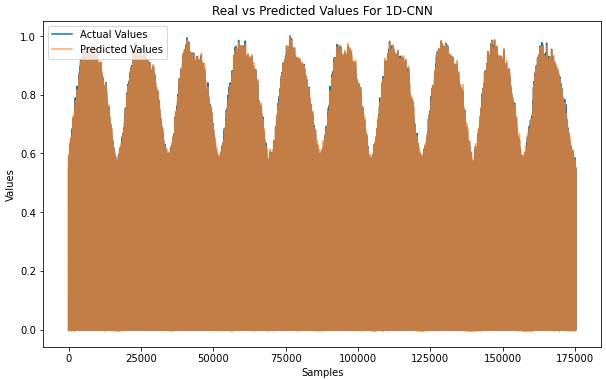 Real vs Predicted Values For 1D-CNN
Actual Values
Predicted Values
1.0
0.8
0.6
0.4
0.2
0.0
Values
0
25000
50000
75000
100000
125000
150000
175000
Samples